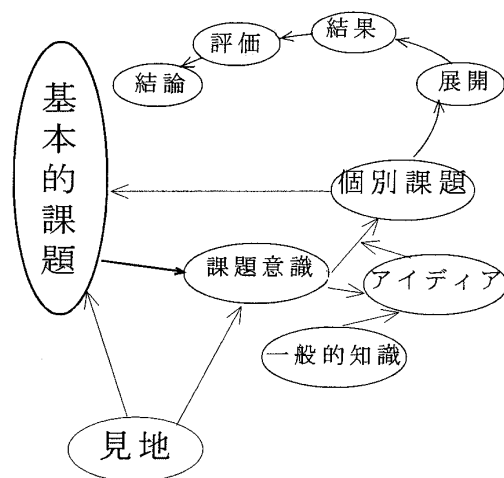 結果
評価
展開
結論
基本的課題
個別課題
課題意識
アイディア
一般的知識
見地